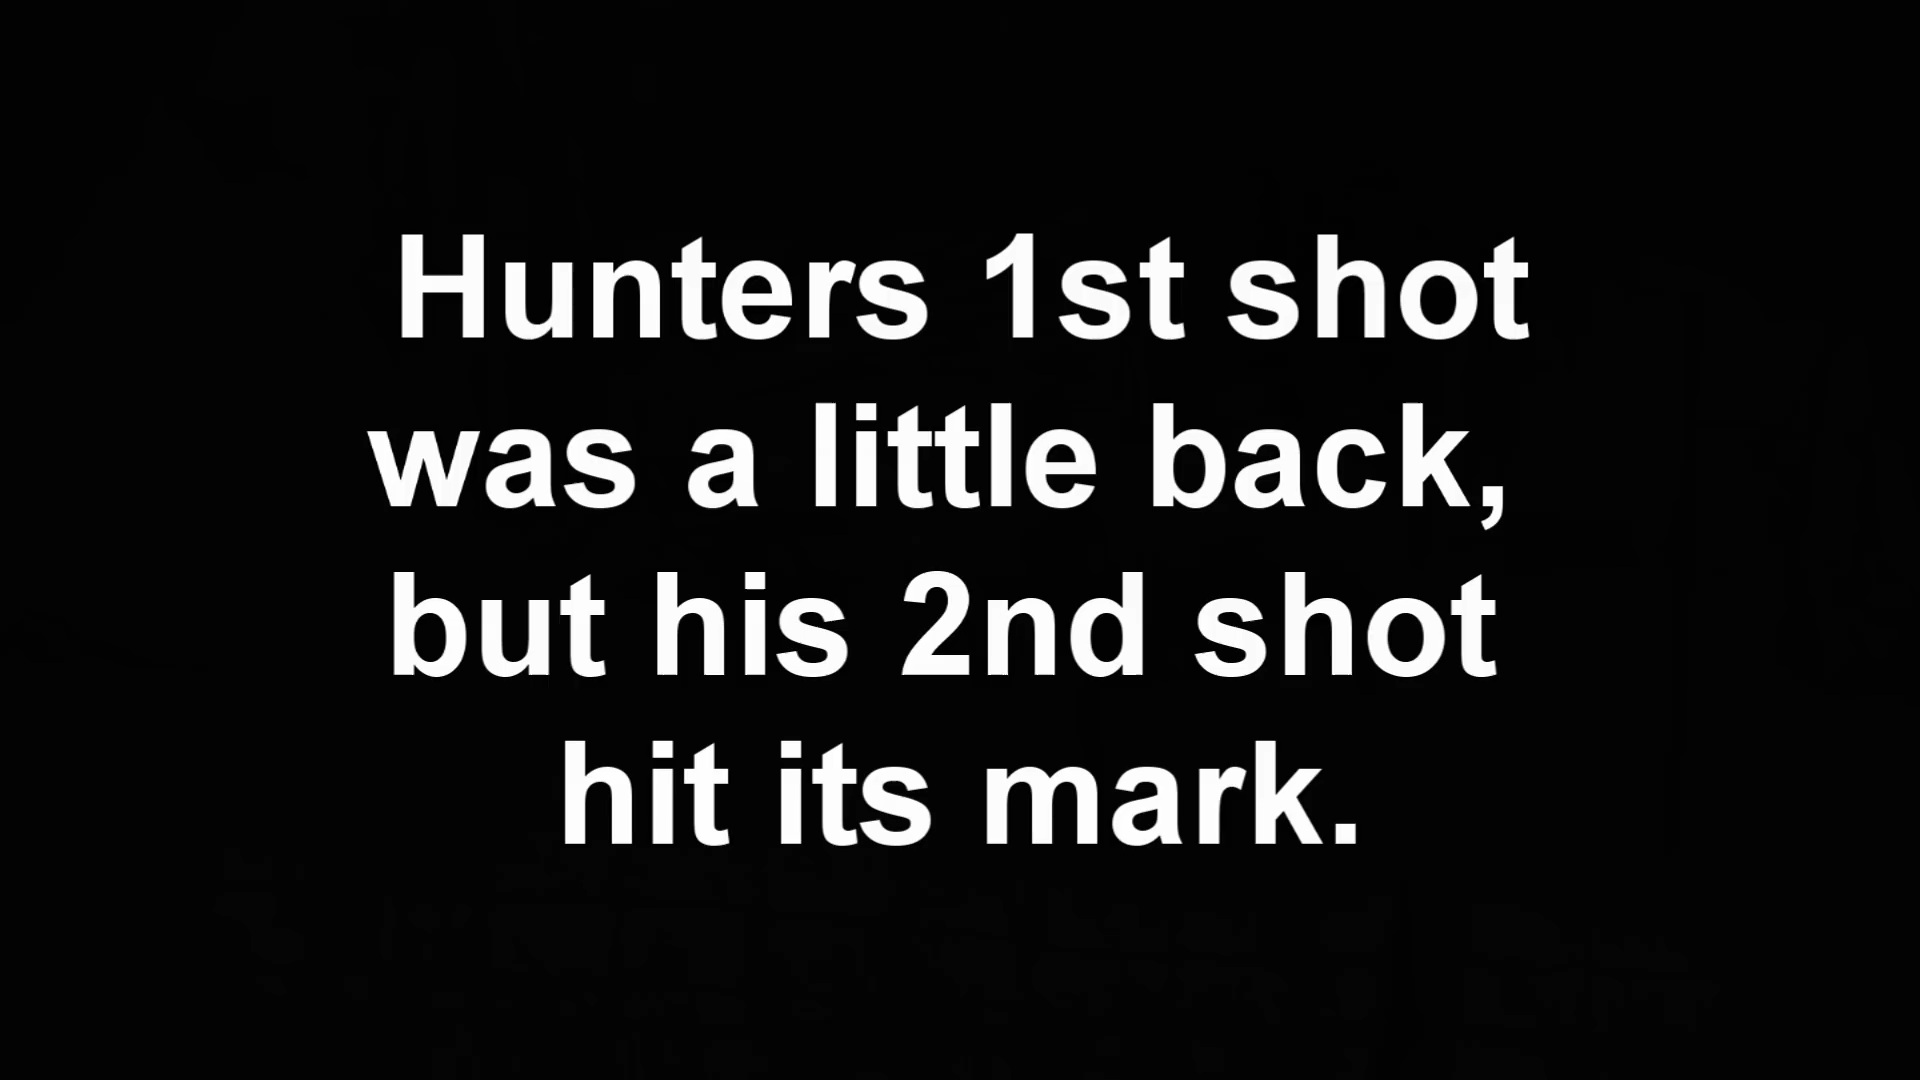 Hunters 1st shot
was a little back,
but his 2nd shot
hit its mark.